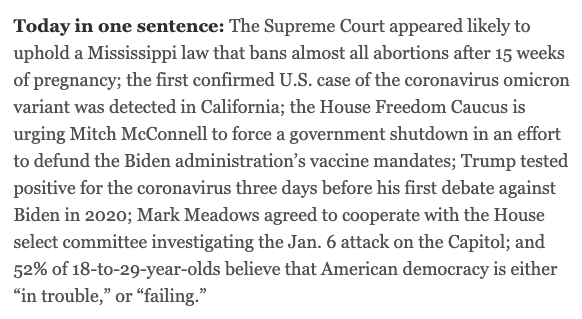 Today in one sentence: The Supreme Court appeared likely to
uphold a Mississippi law that bans almost all abortions after 15 weeks
of pregnancy; the first confirmed U.S. case of the coronavirus omicron
variant was detected in California; the House Freedom Caucus is
urging Mitch McConnell to force a government shutdown in an effort
to defund the Biden administration’s vaccine mandates; Trump tested
positive for the coronavirus three days before his first debate against
Biden in 2020; Mark Meadows agreed to cooperate with the House
select committee investigating the Jan. 6 attack on the Capitol; and
52% of 18-to-29-year-olds believe that American democracy is either
“in trouble,” or “failing.”